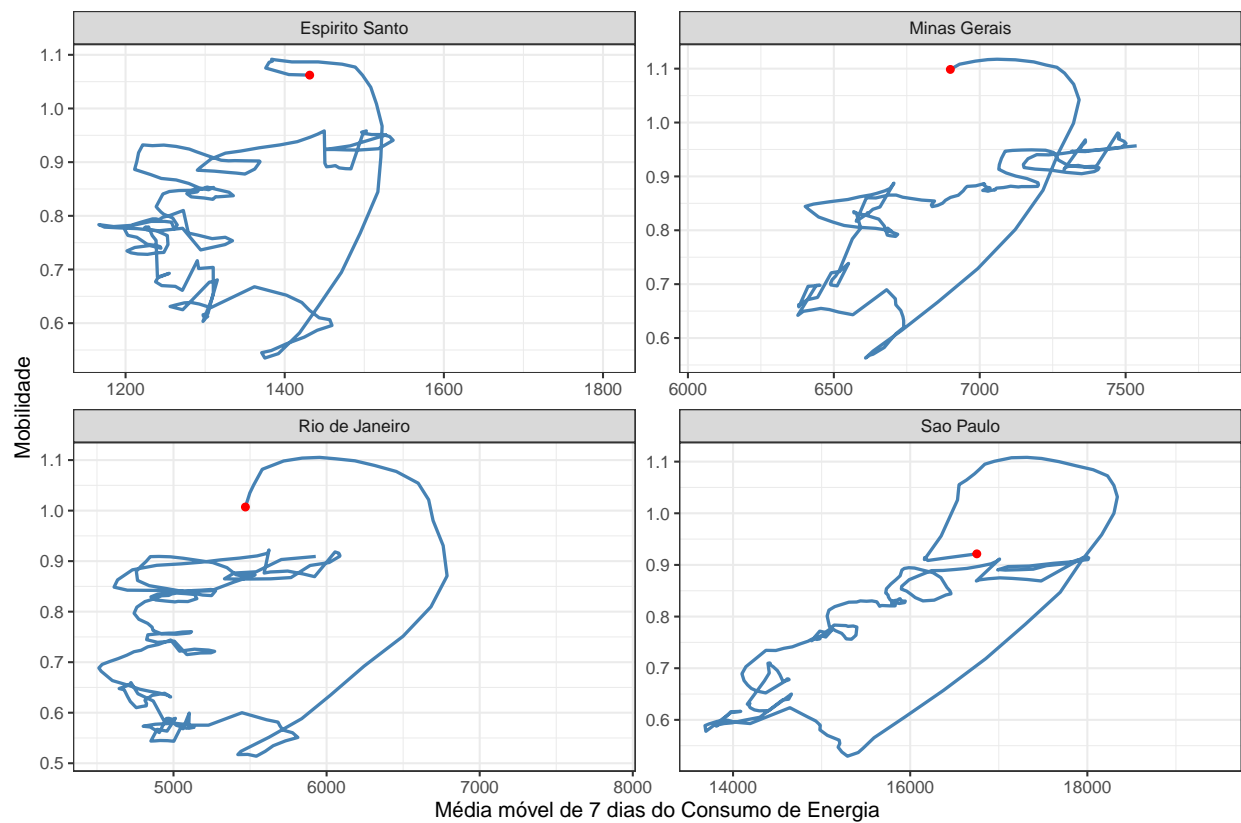 Espirito Santo
Minas Gerais
1.1
1.0
0.9
0.8
0.7
0.6
1200 1400 1600 1800
1.1
1.0
0.9
0.8
0.7
0.6
6000 6500 7000 7500
Rio de Janeiro
Sao Paulo
1.1
1.0
0.9
0.8
0.7
0.6
0.5
5000 6000 7000 8000
1.1
1.0
0.9
0.8
0.7
0.6
14000 16000 18000
Mobilidade
Média móvel de 7 dias do Consumo de Energia